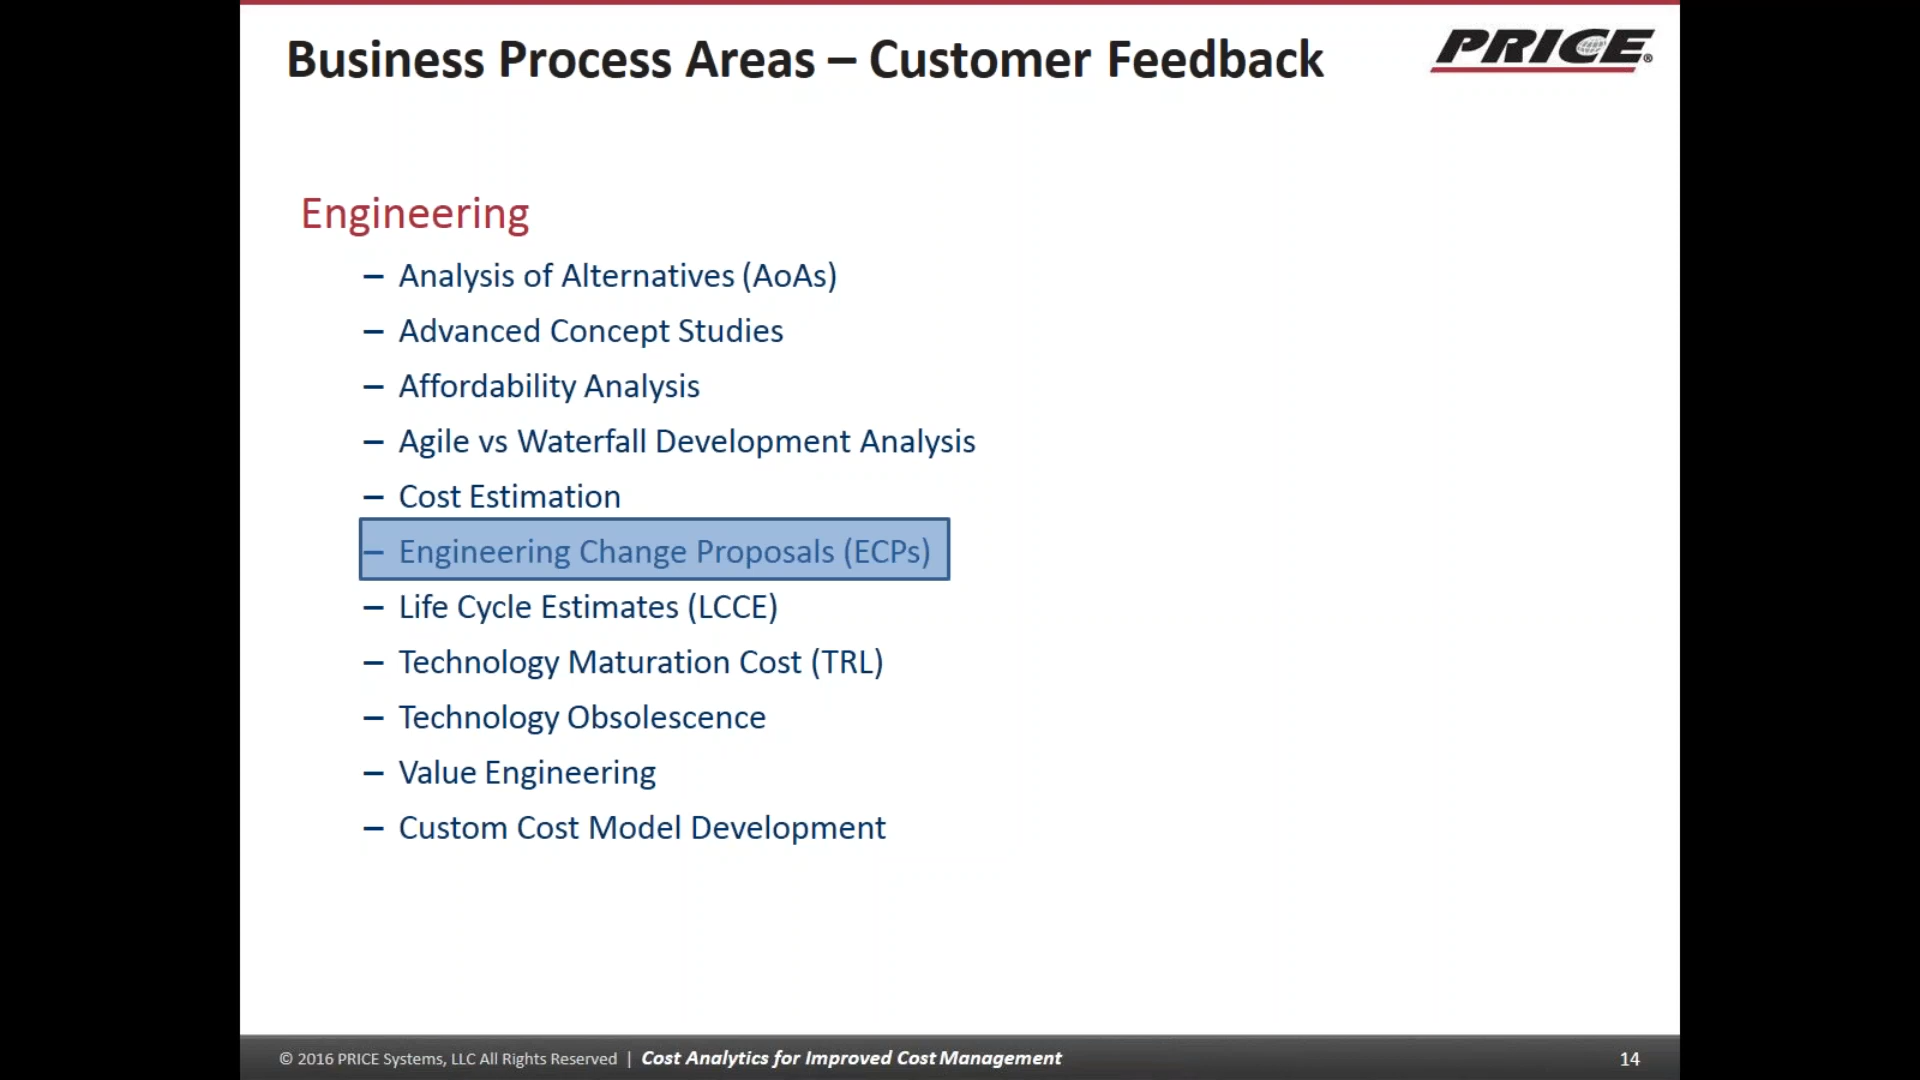 Business Process Areas – Customer Feedback
PRICE®
Engineering
– Analysis of Alternatives (AoAs)
– Advanced Concept Studies
– Affordability Analysis
– Agile vs Waterfall Development Analysis
– Cost Estimation
– Engineering Change Proposals (ECPs)
– Life Cycle Estimates (LCCE)
– Technology Maturation Cost (TRL)
– Technology Obsolescence
– Value Engineering
– Custom Cost Model Development
© 2016 PRICE Systems, LLC All Rights Reserved | Cost Analytics for Improved Cost Management
14